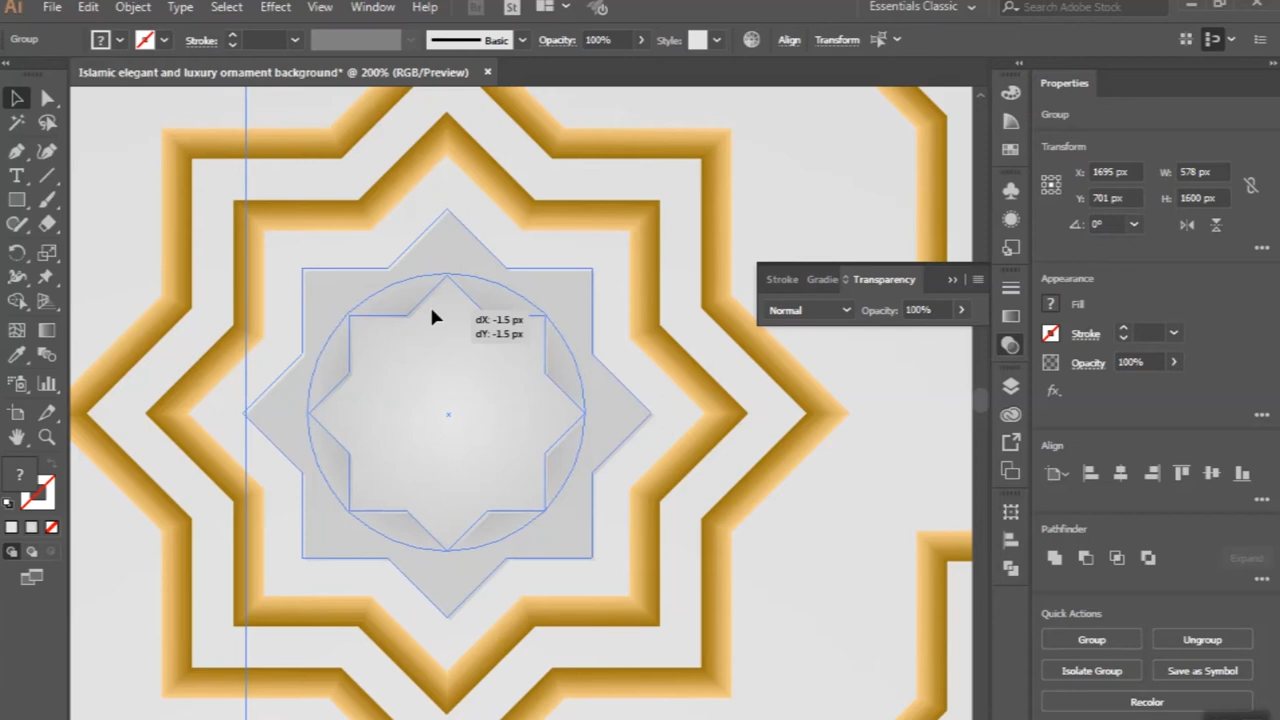 Ai File Edit Object Type Select Effect View Window Help Br St Essentials Classic Search Adobe Stock
Group ? Stroke: Basic Opacity: 100% Style: Align Transform
Islamic elegant and luxury ornament background* @ 200% (RGB/Preview) ×
Properties
Group
Transform
X: 1695 px W: 578 px
Y: 701 px H: 1600 px
0°
Stroke Gradie Transparency
Normal Opacity: 100%
Appearance
? Fill
Stroke
Opacity 100%
fx.
dX: -1.5 px
dY: -1.5 px
Align
?
Pathfinder
Expand
Quick Actions
Group Ungroup
Isolate Group Save as Symbol
Recolor